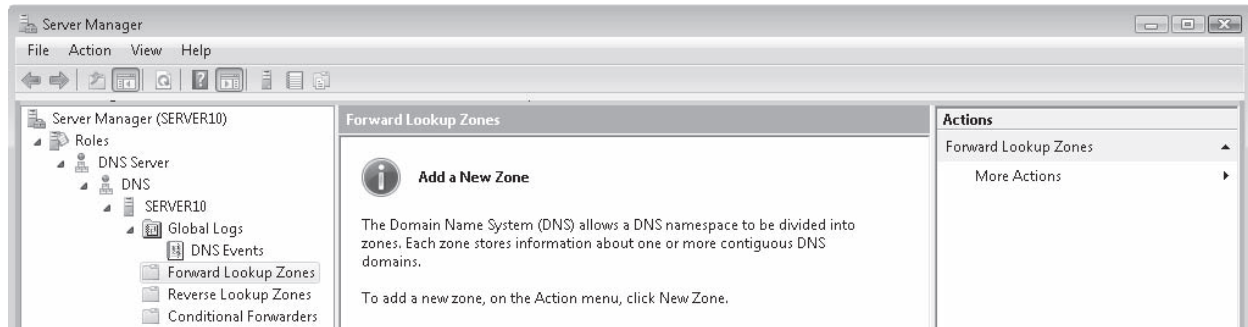 Server Manager
File Action View Help
Server Manager (SERVER10)
Roles
DNS Server
DNS
SERVER10
Global Logs
DNS Events
Forward Lookup Zones
Reverse Lookup Zones
Conditional Forwarders
Forward Lookup Zones
Add a New Zone
The Domain Name System (DNS) allows a DNS namespace to be divided into
zones. Each zone stores information about one or more contiguous DNS
domains.
To add a new zone, on the Action menu, click New Zone.
Actions
Forward Lookup Zones
More Actions